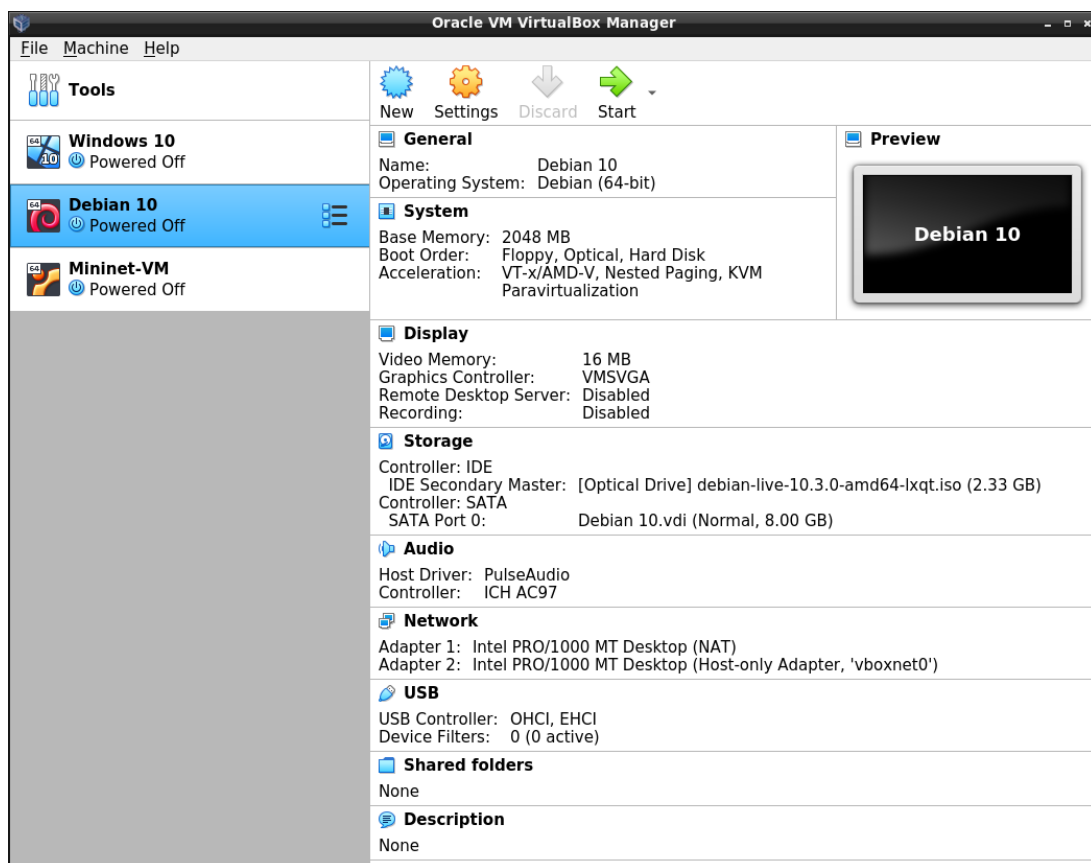 Oracle VM VirtualBox Manager
File Machine Help
Tools
64
10
Windows 10
Powered Off
64
Debian 10
Powered Off
64
Mininet-VM
Powered Off
New Settings Discard Start
General
Name: Debian 10
Operating System: Debian (64-bit)
Preview
Debian 10
System
Base Memory: 2048 MB
Boot Order: Floppy, Optical, Hard Disk
Acceleration: VT-x/AMD-V, Nested Paging, KVM
Paravirtualization
Display
Video Memory: 16 MB
Graphics Controller: VMSVGA
Remote Desktop Server: Disabled
Recording: Disabled
Storage
Controller: IDE
IDE Secondary Master: [Optical Drive] debian-live-10.3.0-amd64-lxqt.iso (2.33 GB)
Controller: SATA
SATA Port 0: Debian 10.vdi (Normal, 8.00 GB)
Audio
Host Driver: PulseAudio
Controller: ICH AC97
Network
Adapter 1: Intel PRO/1000 MT Desktop (NAT)
Adapter 2: Intel PRO/1000 MT Desktop (Host-only Adapter, 'vboxnet0')
USB
USB Controller: OHCI, EHCI
Device Filters: 0 (0 active)
Shared folders
None
Description
None